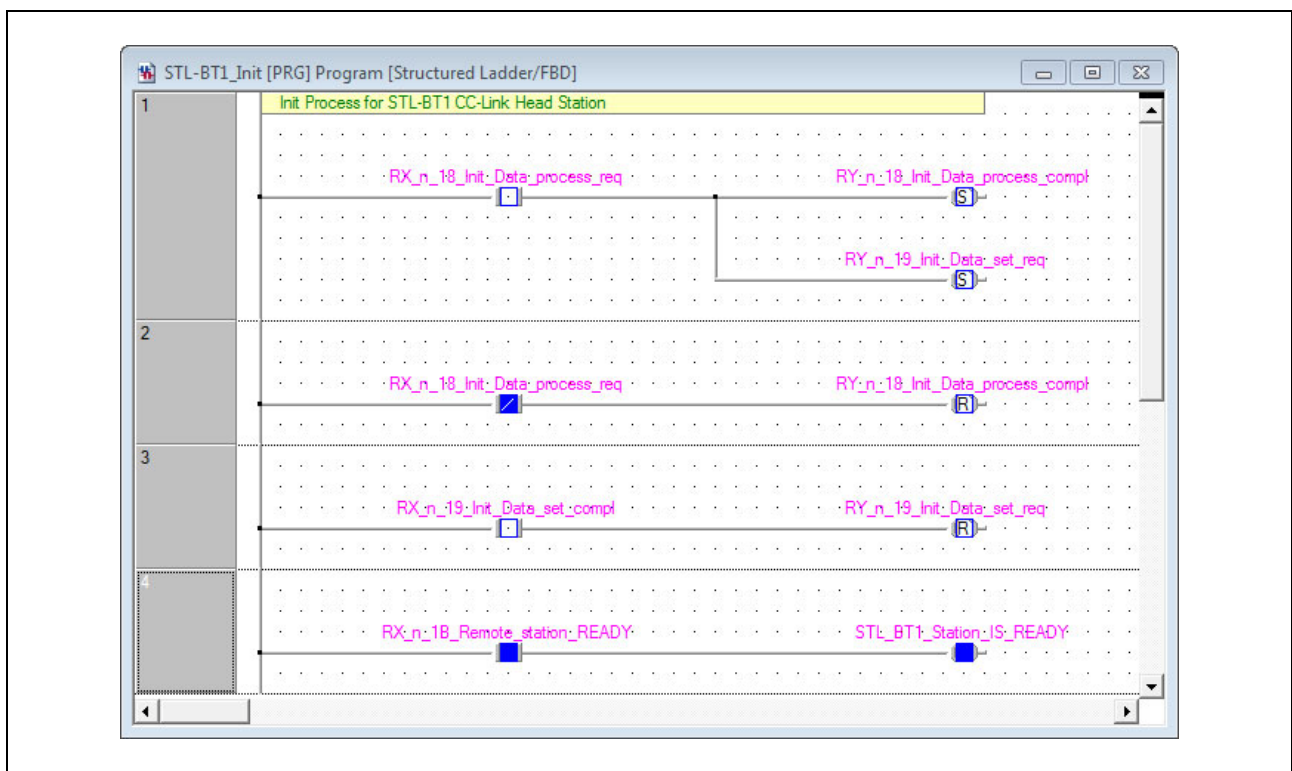 STL-BT1_Init [PRG] Program [Structured Ladder/FBD]
1
Init Process for STL-BT1 CC-Link Head Station
RX_n_18_Init_Data_process_req
RY_n_18_Init_Data_process_compl
S
RY_n_19_Init_Data_set_req
S
2
RX_n_18_Init_Data_process_req
RY_n_18_Init_Data_process_compl
R
3
RX_n_19_Init_Data_set_compl
RY_n_19_Init_Data_set_req
R
4
RX_n_1B_Remote_station_READY
STL_BT1_Station_IS_READY